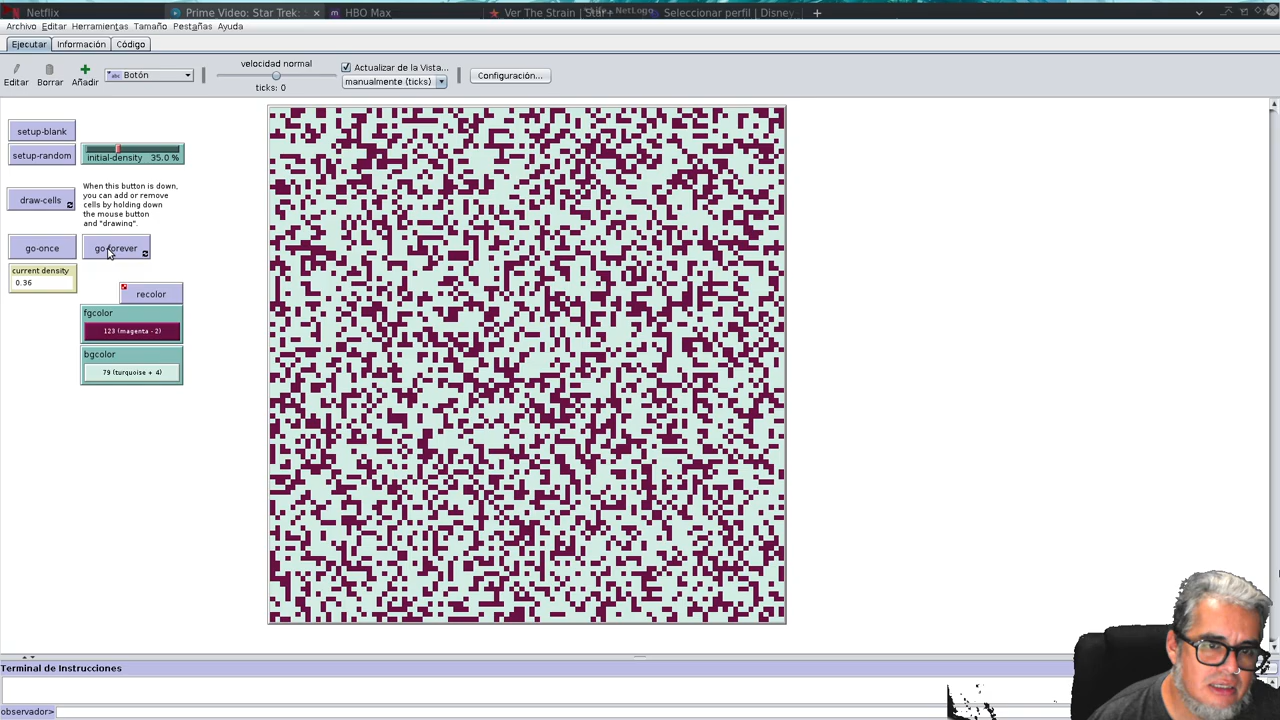 Netflix
Prime Video: Star Trek:
HBO Max
Ver The Strain | Star+
Seleccionar perfil | Disney
Archivo Editar Herramientas Tamaño Pestañas Ayuda
Ejecutar Información Código
Editar Borrar Añadir
Botón
velocidad normal
ticks: 0
Actualizar de la Vista...
manualmente (ticks)
Configuración...
setup-blank
setup-random
initial-density 35.0 %
draw-cells
When this button is down,
you can add or remove
cells by holding down
the mouse button
and "drawing".
go-once
go-forever
current density
0.36
recolor
fgcolor
123 (magenta - 2)
bgcolor
79 (turquoise + 4)
Terminal de Instrucciones
observador>